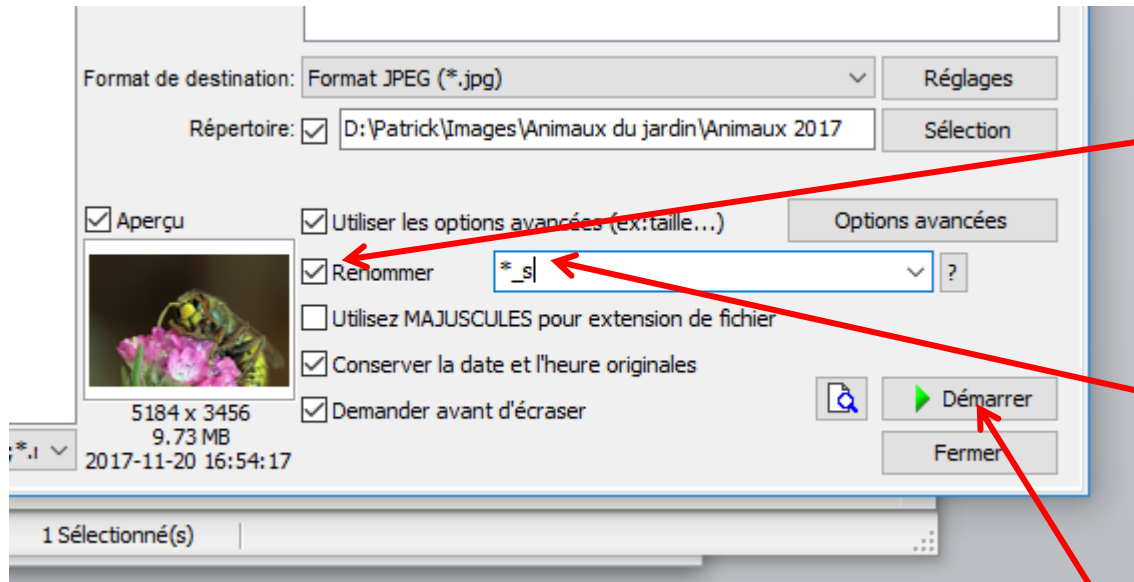 Format de destination: Format JPEG (*.jpg) Réglages
Répertoire: D:\Patrick\Images\Animaux du jardin\Animaux 2017 Sélection
Aperçu Utiliser les options avancées (ex:taille...) Options avancées
Renommer *_s ?
Utilisez MAJUSCULES pour extension de fichier
Conserver la date et l'heure originales
5184 x 3456 Demander avant d'écraser Démarrer
9.73 MB
2017-11-20 16:54:17 Fermer
1 Sélectionné(s)